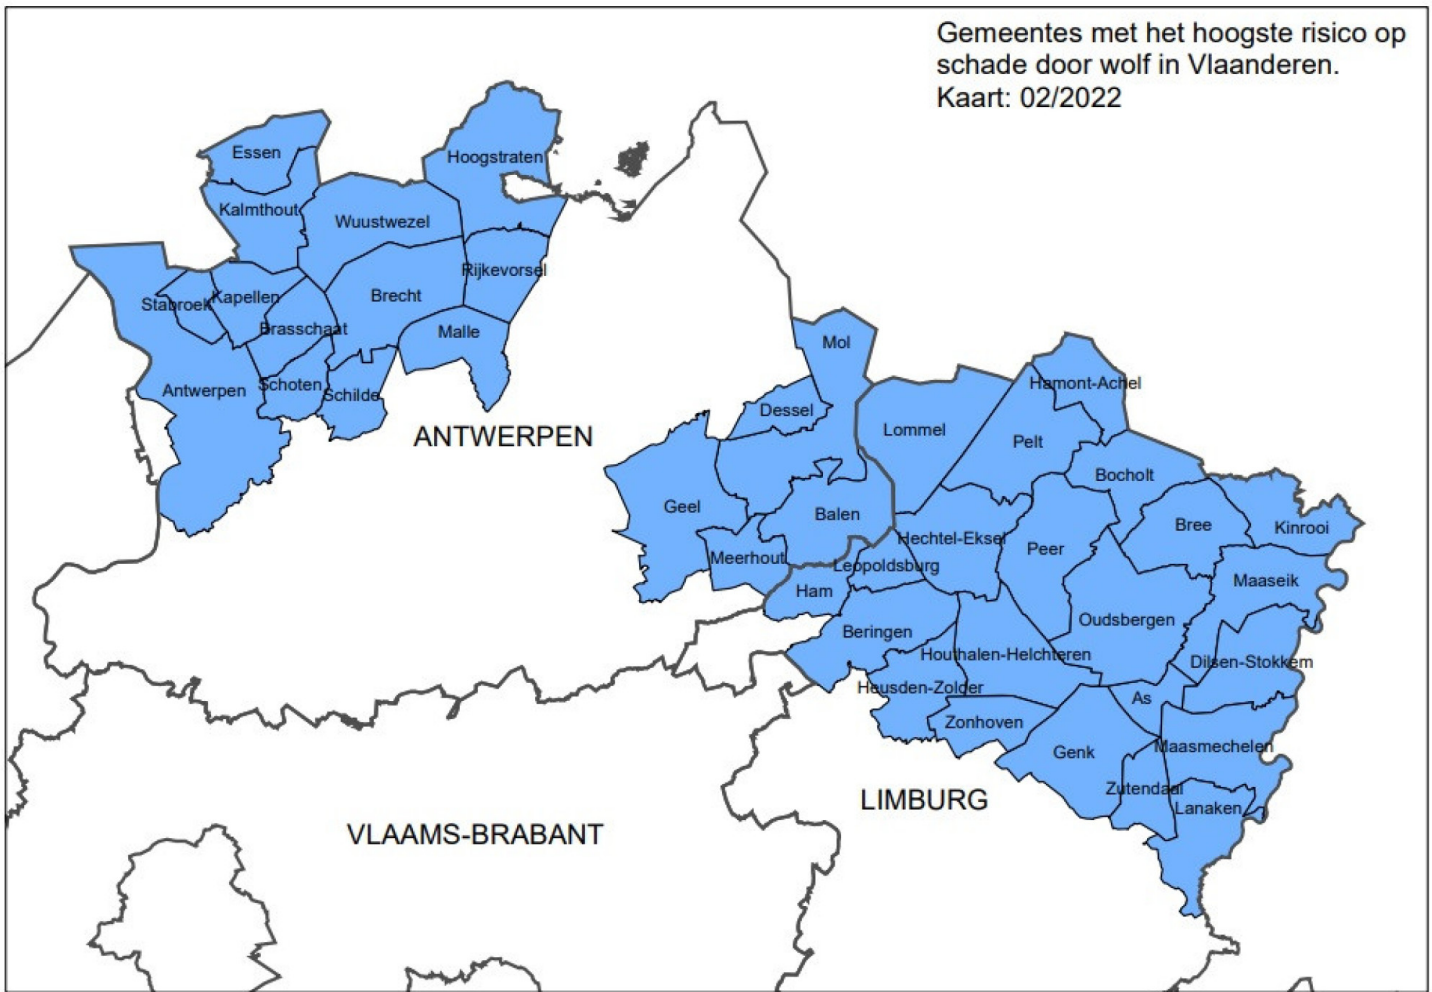 Gemeentes met het hoogste risico op
schade door wolf in Vlaanderen.
Kaart: 02/2022
Essen
Hoogstraten
Kalmthout
Wuustwezel
Rijkevorsel
Stabroek
Kapellen
Brecht
Brasschaat
Malle
Antwerpen
Schoten
Schilde
ANTWERPEN
Mol
Dessel
Hamont-Achel
Lommel
Pelt
Bocholt
Geel
Balen
Bree
Kinrooi
Hechtel-Eksel
Peer
Meerhout
Leopoldsburg
Maaseik
Ham
Oudsbergen
Beringen
Houthalen-Helchteren
Dilsen-Stokkem
Heusden-Zolder
As
Zonhoven
Genk
Maasmechelen
Zutendaal
LIMBURG
Lanaken
VLAAMS-BRABANT